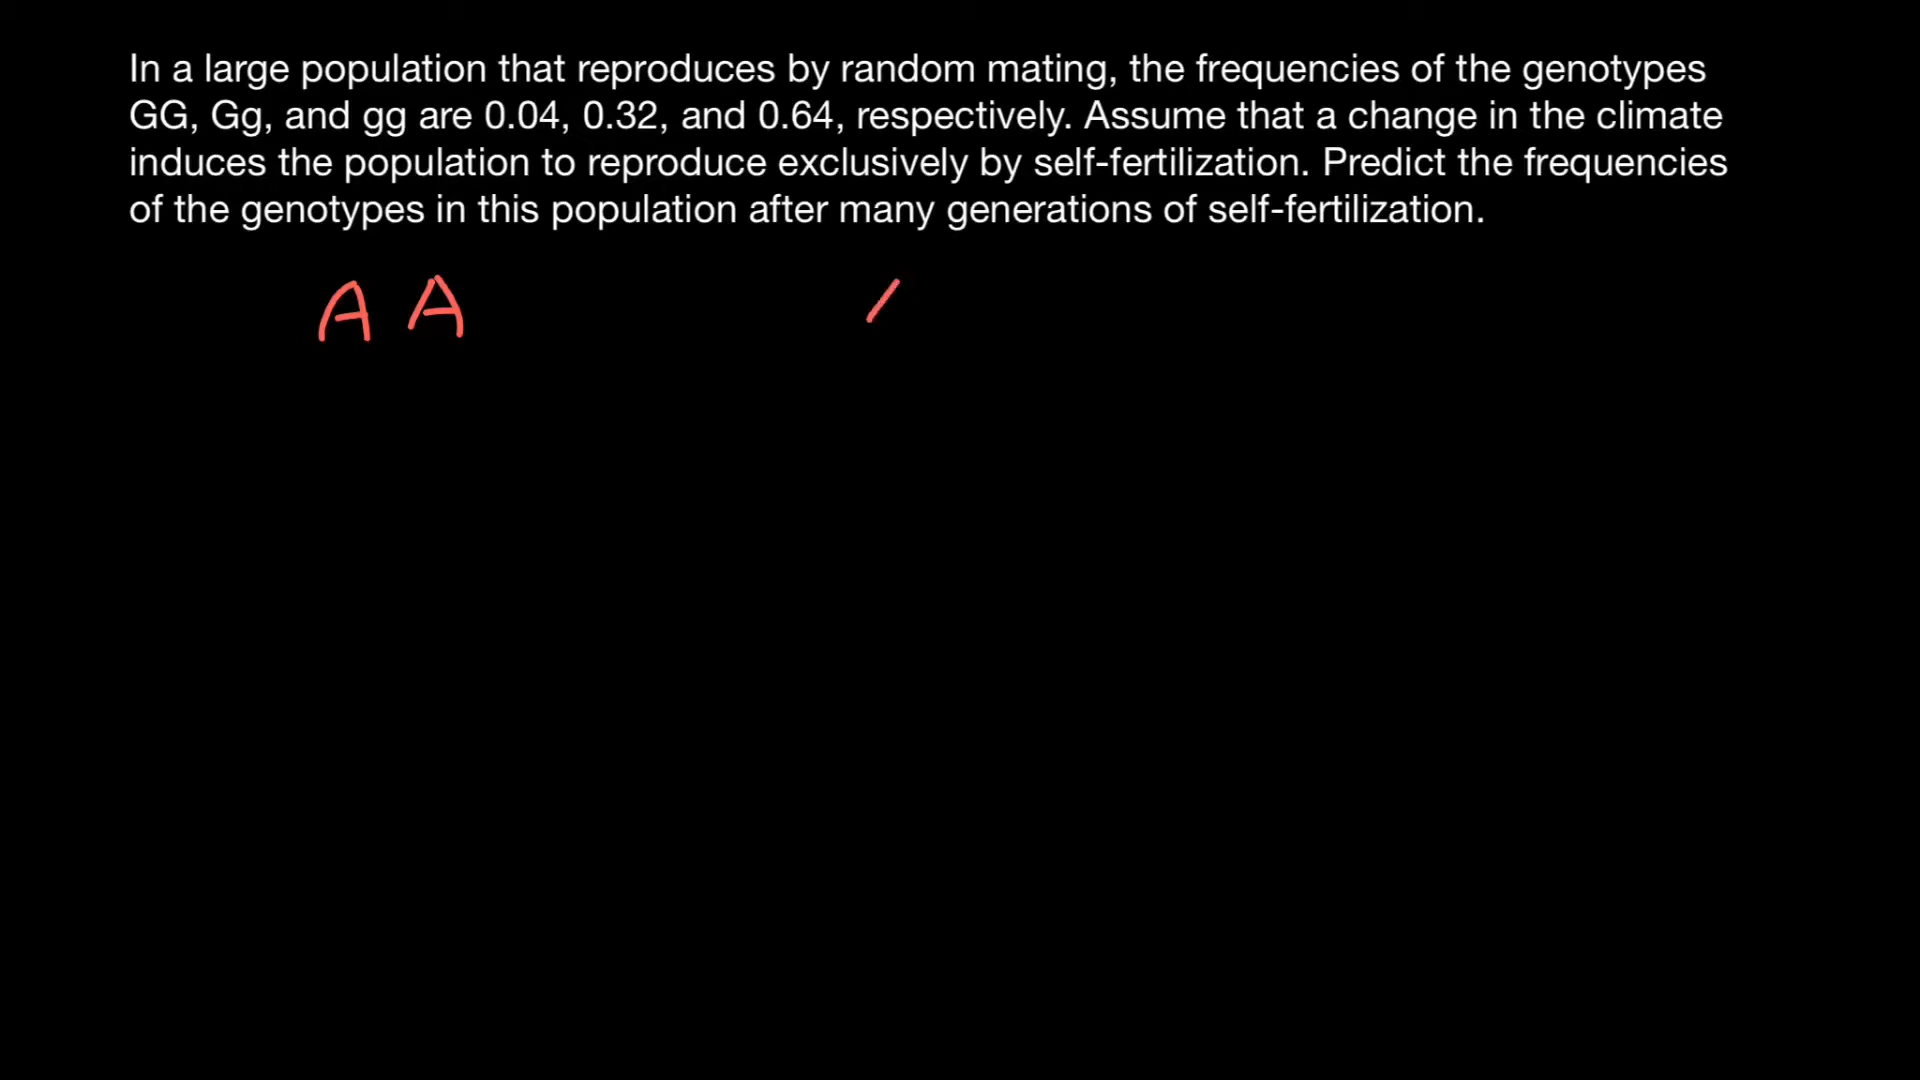 In a large population that reproduces by random mating, the frequencies of the genotypes
GG, Gg, and gg are 0.04, 0.32, and 0.64, respectively. Assume that a change in the climate
induces the population to reproduce exclusively by self-fertilization. Predict the frequencies
of the genotypes in this population after many generations of self-fertilization.
A A